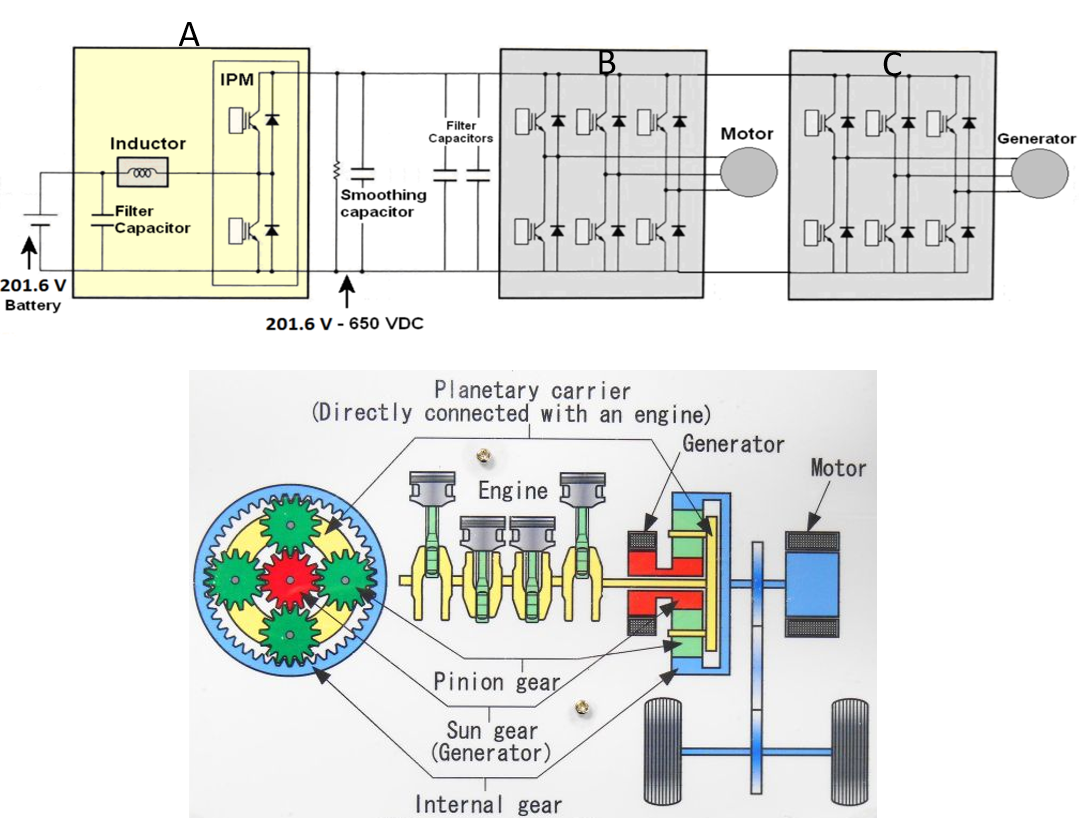 A
B
C
IPM
Inductor
Filter
Capacitor
Smoothing
capacitor
Filter
Capacitors
Motor
Generator
201.6 V
Battery
201.6 V - 650 VDC
Planetary carrier
(Directly connected with an engine)
Generator
Motor
Engine
Pinion gear
Sun gear
(Generator)
Internal gear